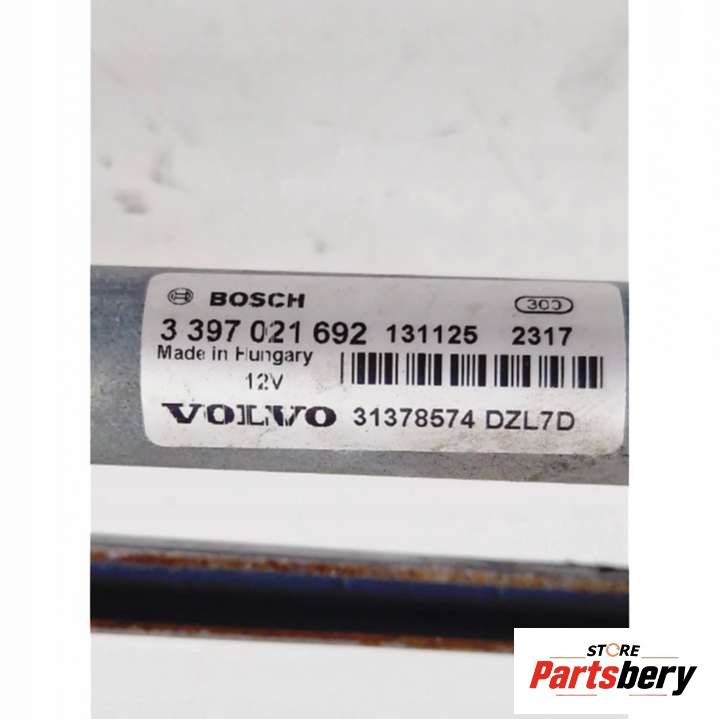 BOSCH 300
3 397 021 692 131125 2317
Made in Hungary
12V
VOLVO 31378574 DZL7D
STORE
Partsbery